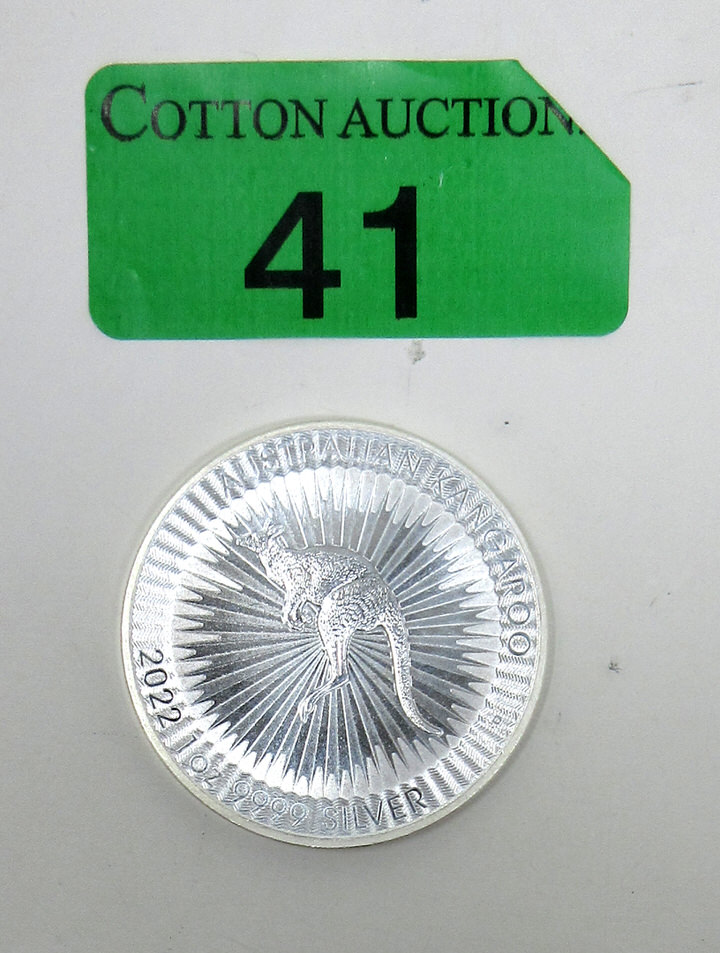 COTTON AUCTION
41
AUSTRALIAN KANGAROO
2022 1oz 9999 SILVER